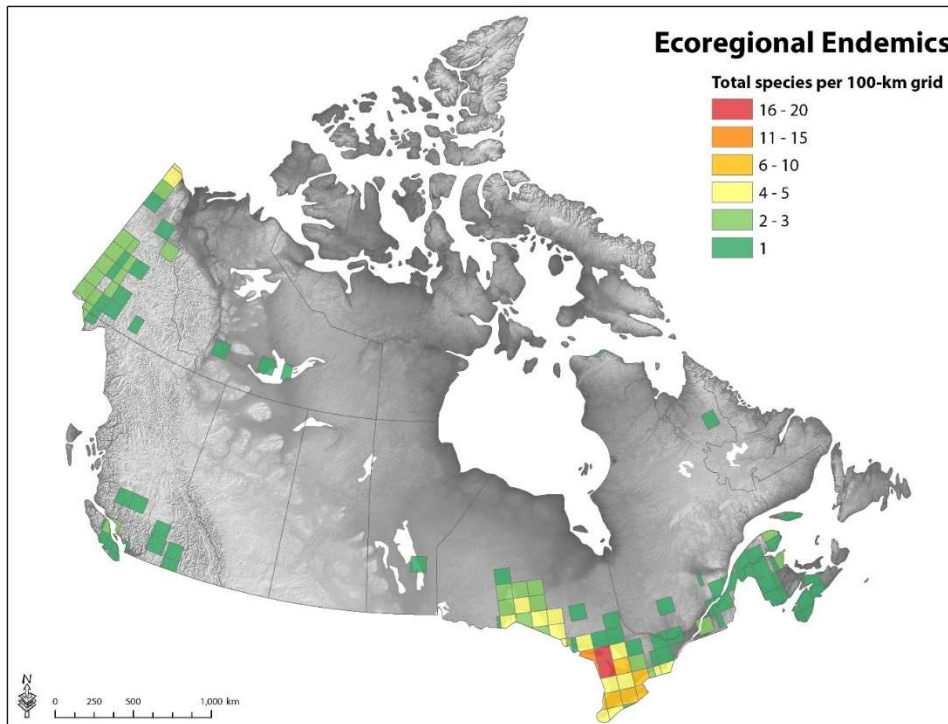 Ecoregional Endemics
Total species per 100-km grid
16 - 20
11 - 15
6 - 10
4 - 5
2 - 3
1
N
0 250 500 1,000 km